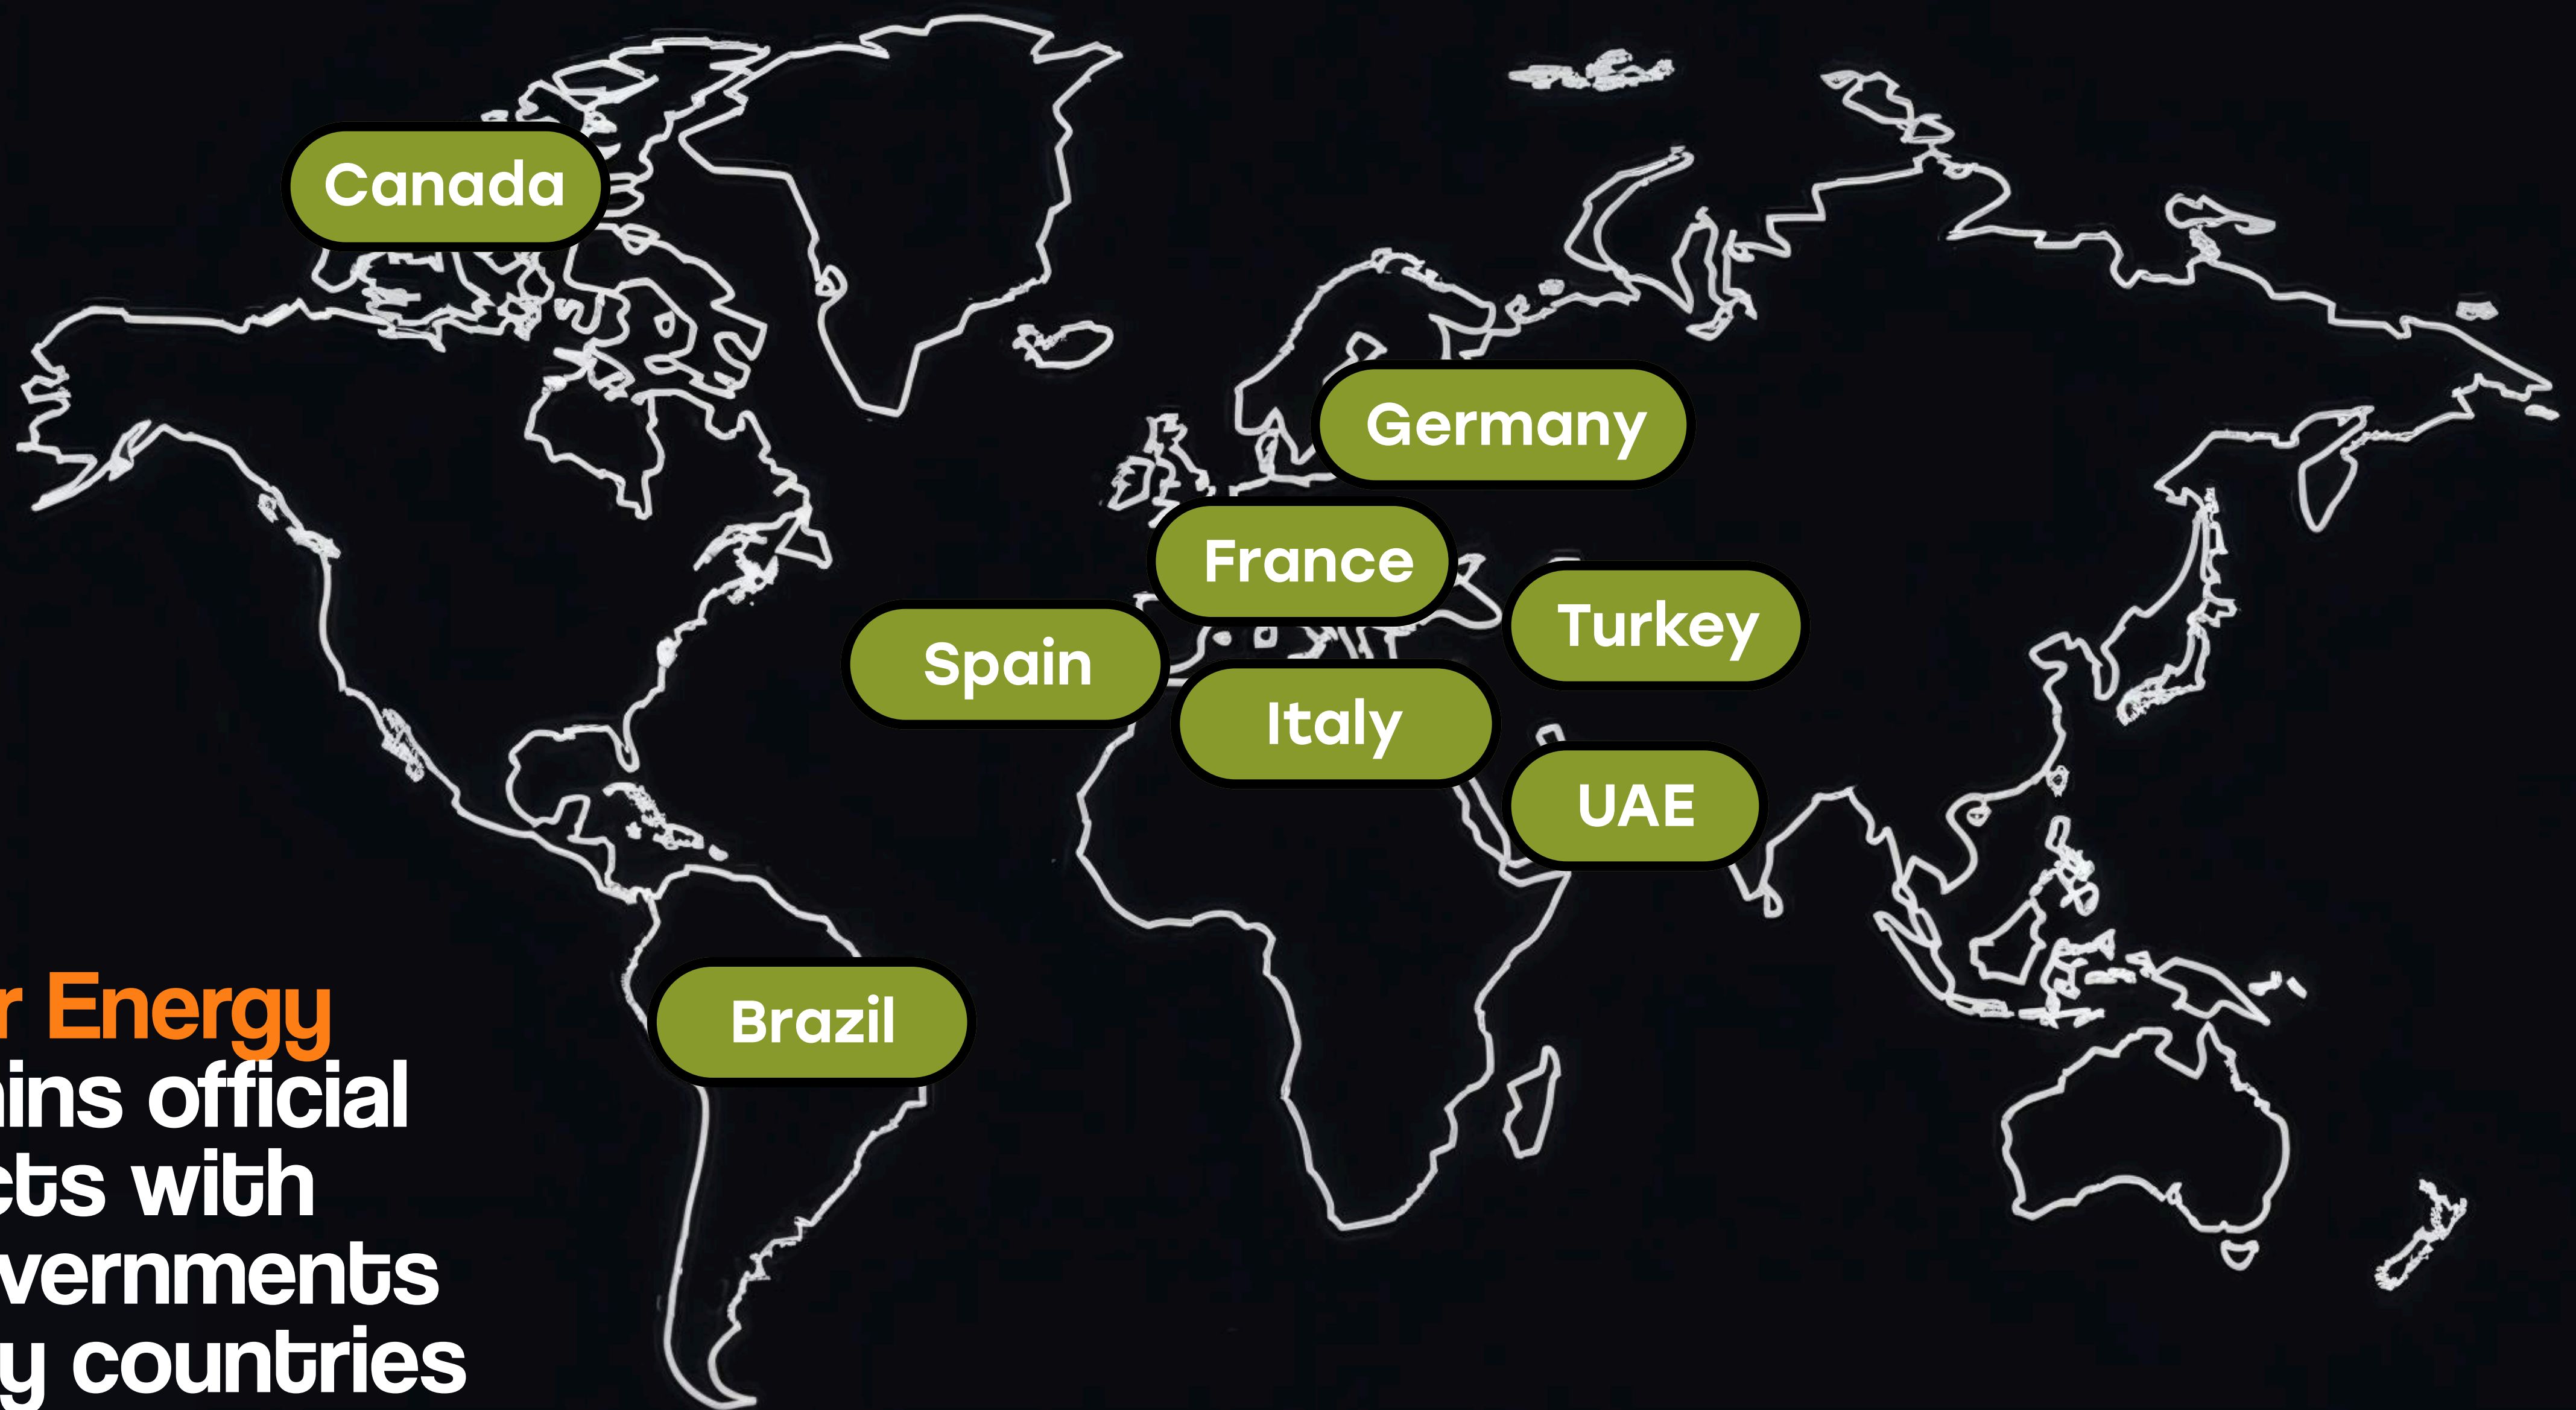 Canada
Germany
France
Turkey
Spain
Italy
UAE
Brazil
r Energy
ins official
cts with
vernments
y countries